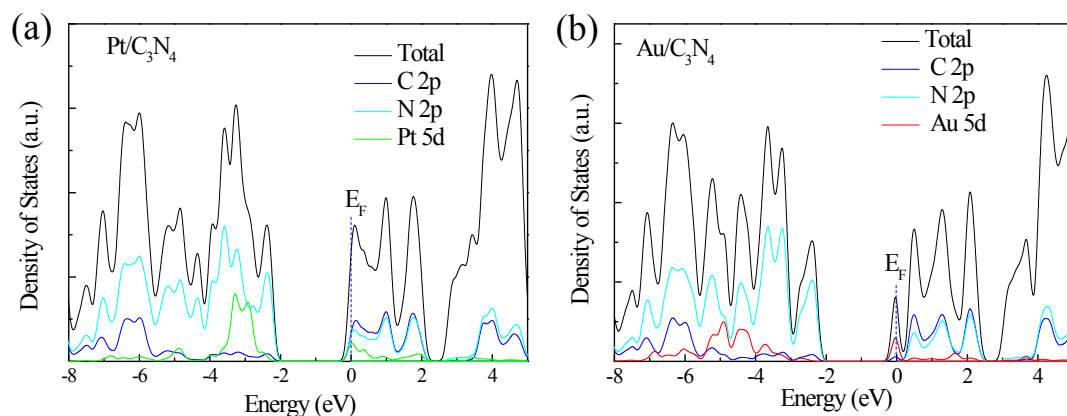 (a)
Pt/C₃N₄
Total
C 2p
N 2p
Pt 5d
E_F
Density of States (a.u.)
-8 -6 -4 -2 0 2 4
Energy (eV)
(b)
Au/C₃N₄
Total
C 2p
N 2p
Au 5d
E_F
Density of States (a.u.)
-8 -6 -4 -2 0 2 4
Energy (eV)